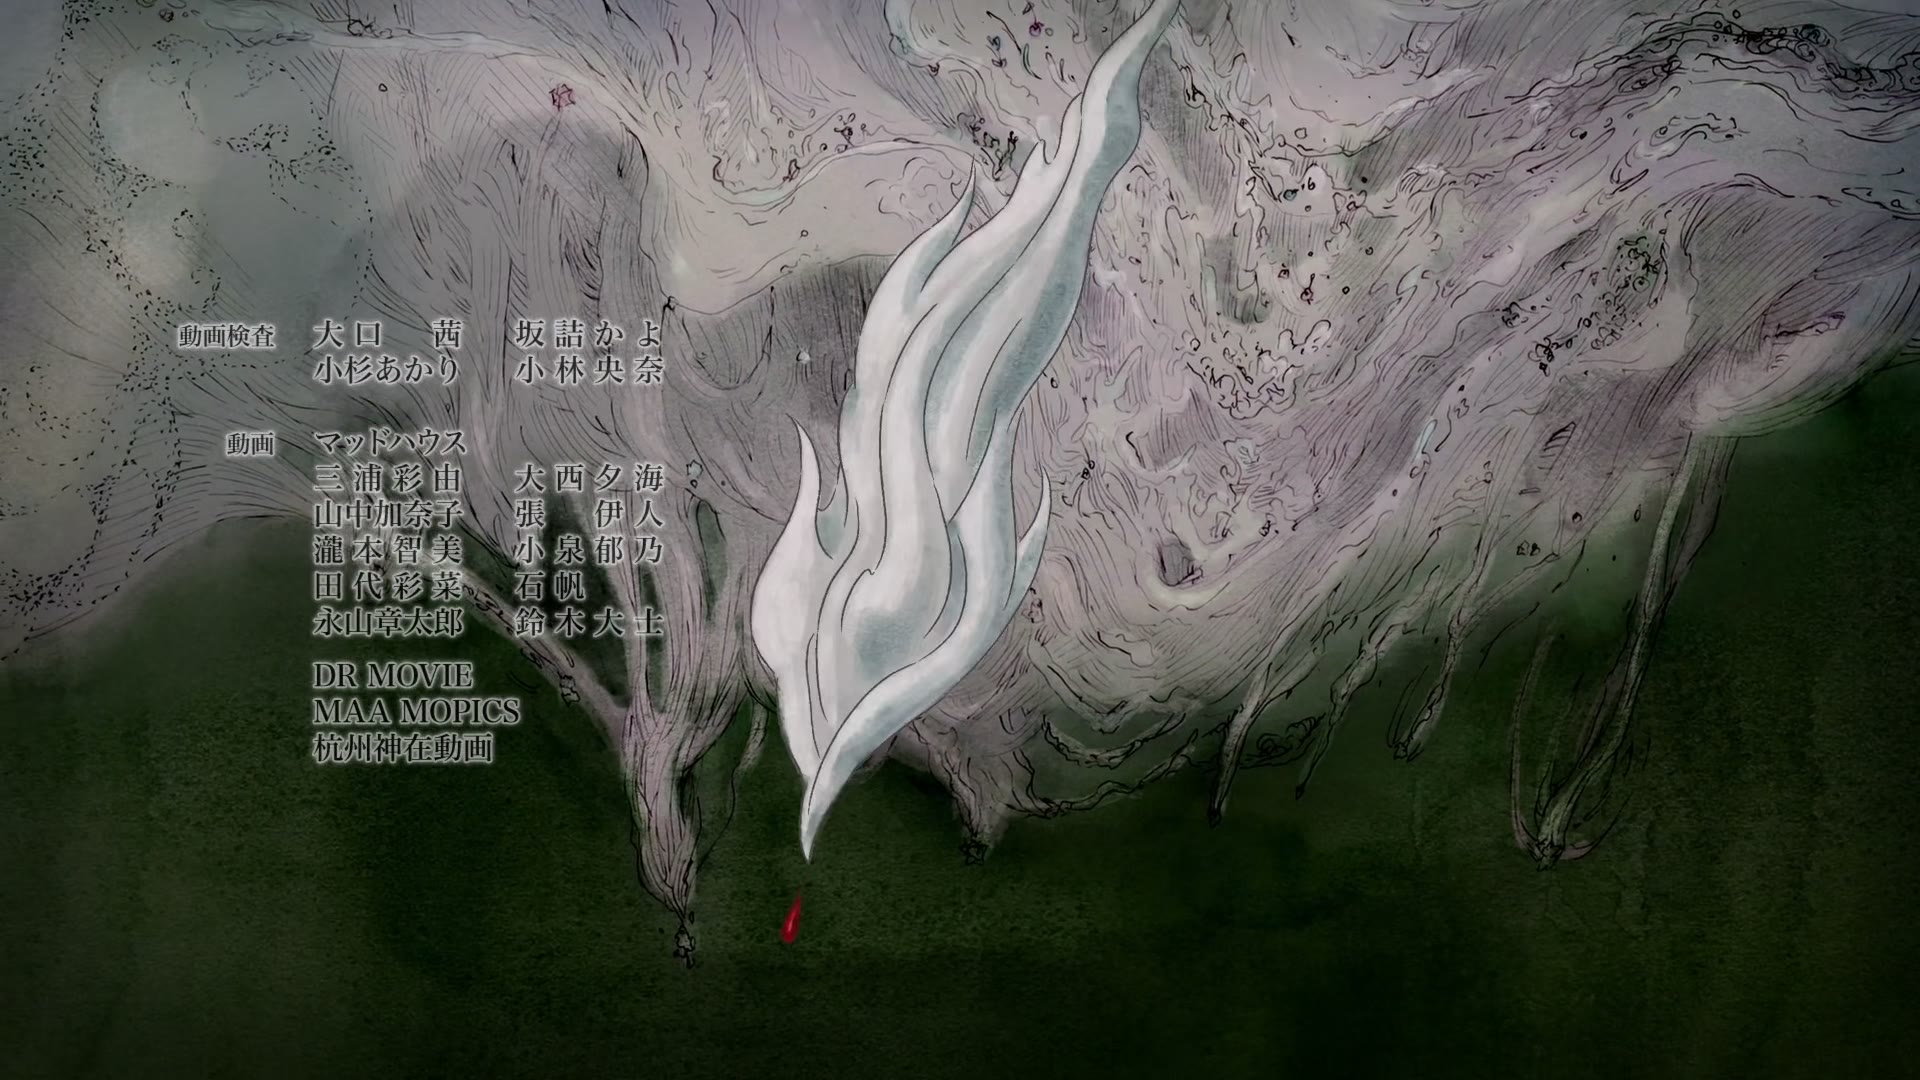 動画検査 大口 茜 坂詰かよ
小杉あかり 小林央奈
動画 マッドハウス
三浦彩由 大西夕海
山中加奈子 張 伊人
瀧本智美 小泉郁乃
田代彩菜 石帆
永山章太郎 鈴木大士
DR MOVIE
MAA MOPICS
杭州神在動画